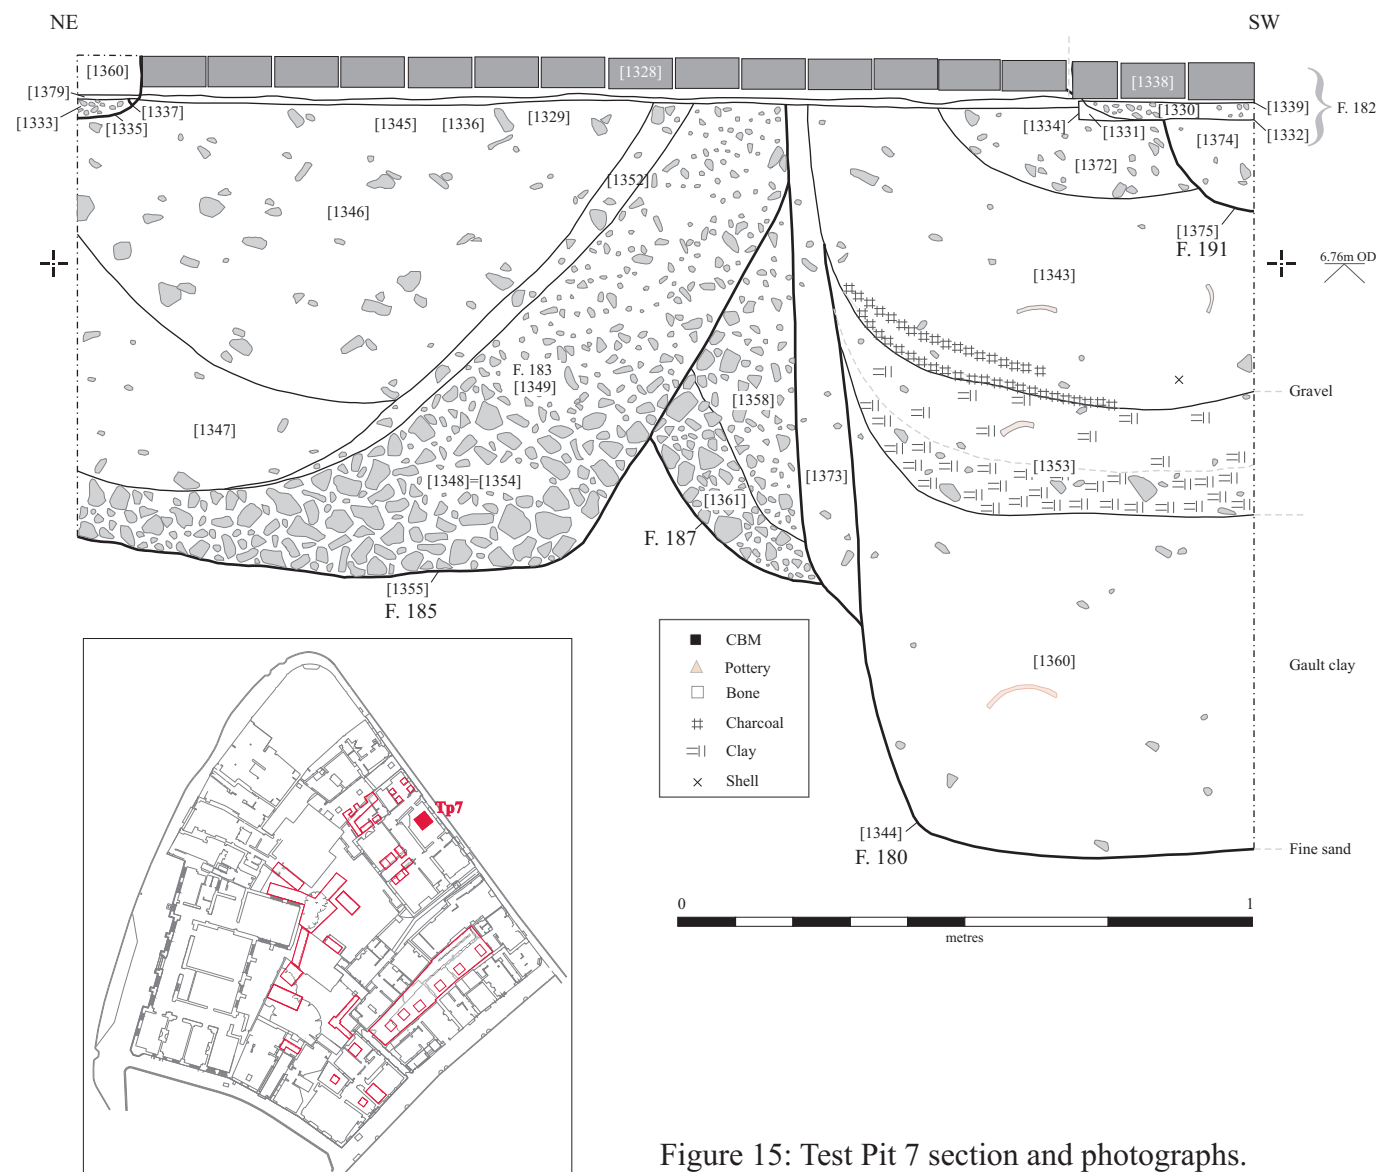 NE
SW
[1360]
[1328]
[1338]
[1379]
[1333]
[1335]
[1337]
[1345]
[1336]
[1329]
[1334]
[1331]
[1330]
[1339]
[1332]
F. 182
[1374]
[1372]
[1352]
[1346]
[1375]
F. 191
6.76m OD
[1343]
F. 183
[1349]
[1358]
Gravel
[1347]
[1348]=[1354]
[1361]
[1373]
[1353]
F. 187
[1355]
F. 185
CBM
Pottery
Bone
Charcoal
Clay
Shell
[1360]
Gault clay
Tp7
[1344]
F. 180
Fine sand
0
1
metres
Figure 15: Test Pit 7 section and photographs.